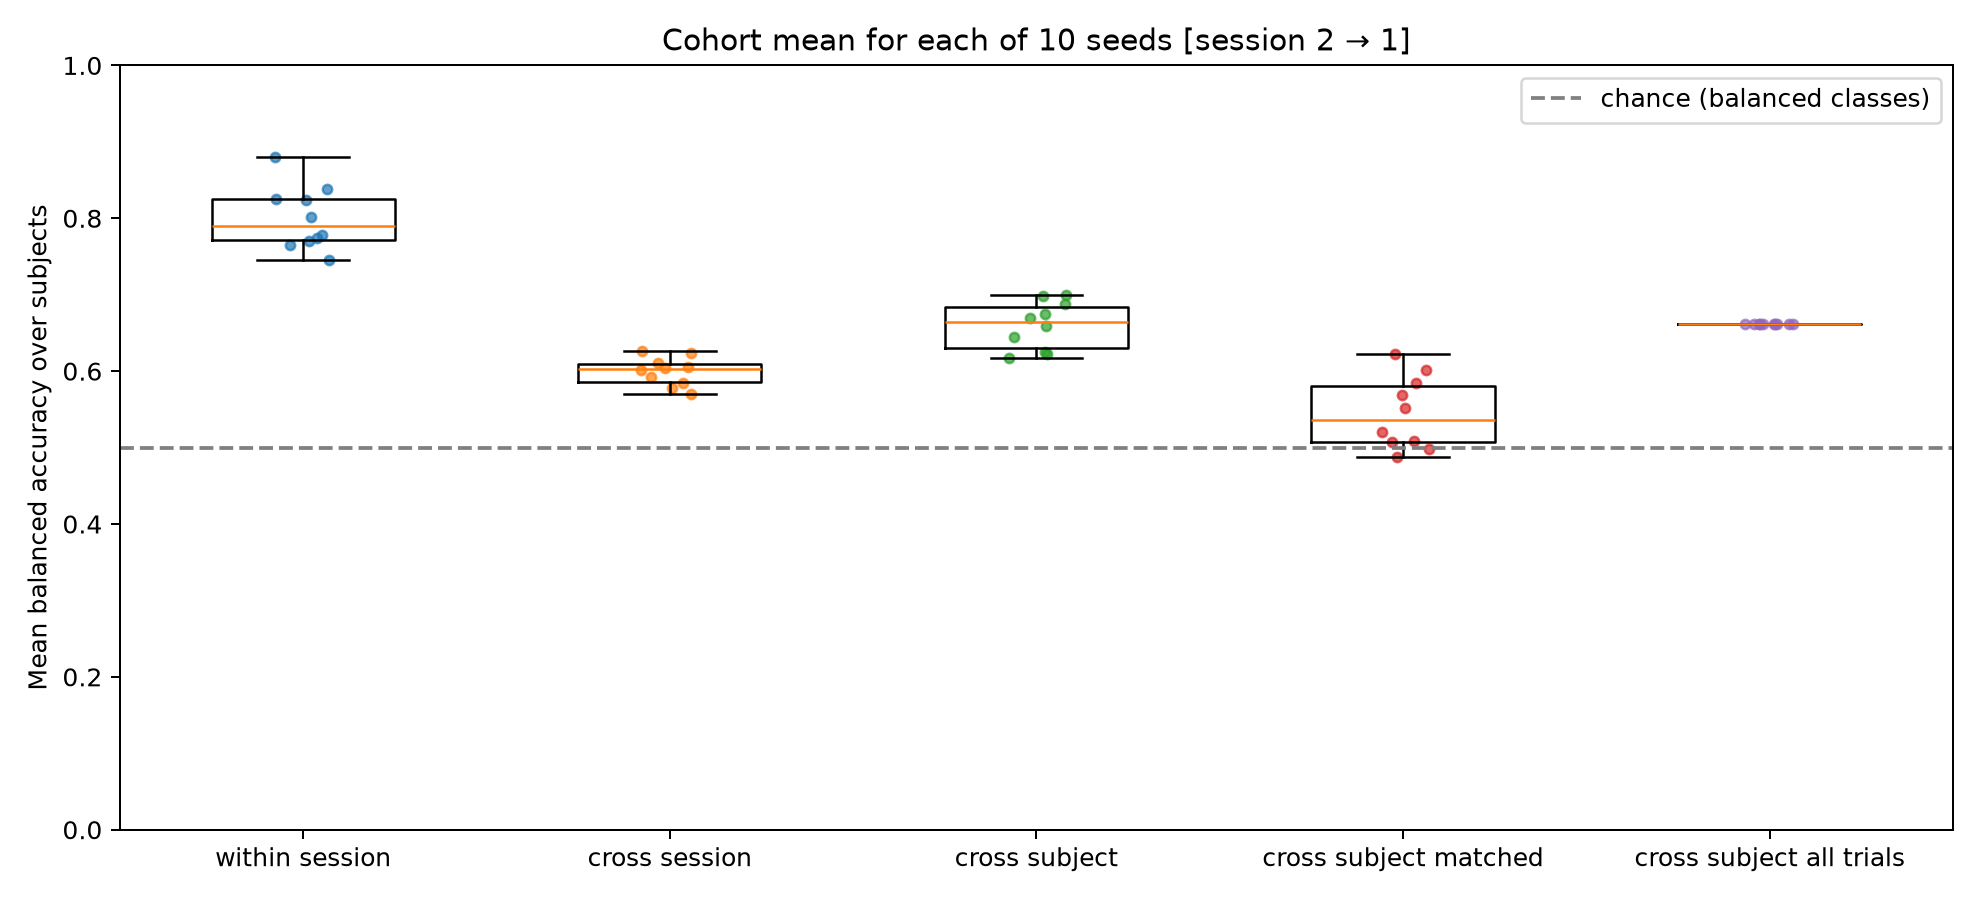 Cohort mean for each of 10 seeds [session 2 → 1]
chance (balanced classes)
Mean balanced accuracy over subjects
1.0
0.8
0.6
0.4
0.2
0.0
within session
cross session
cross subject
cross subject matched
cross subject all trials